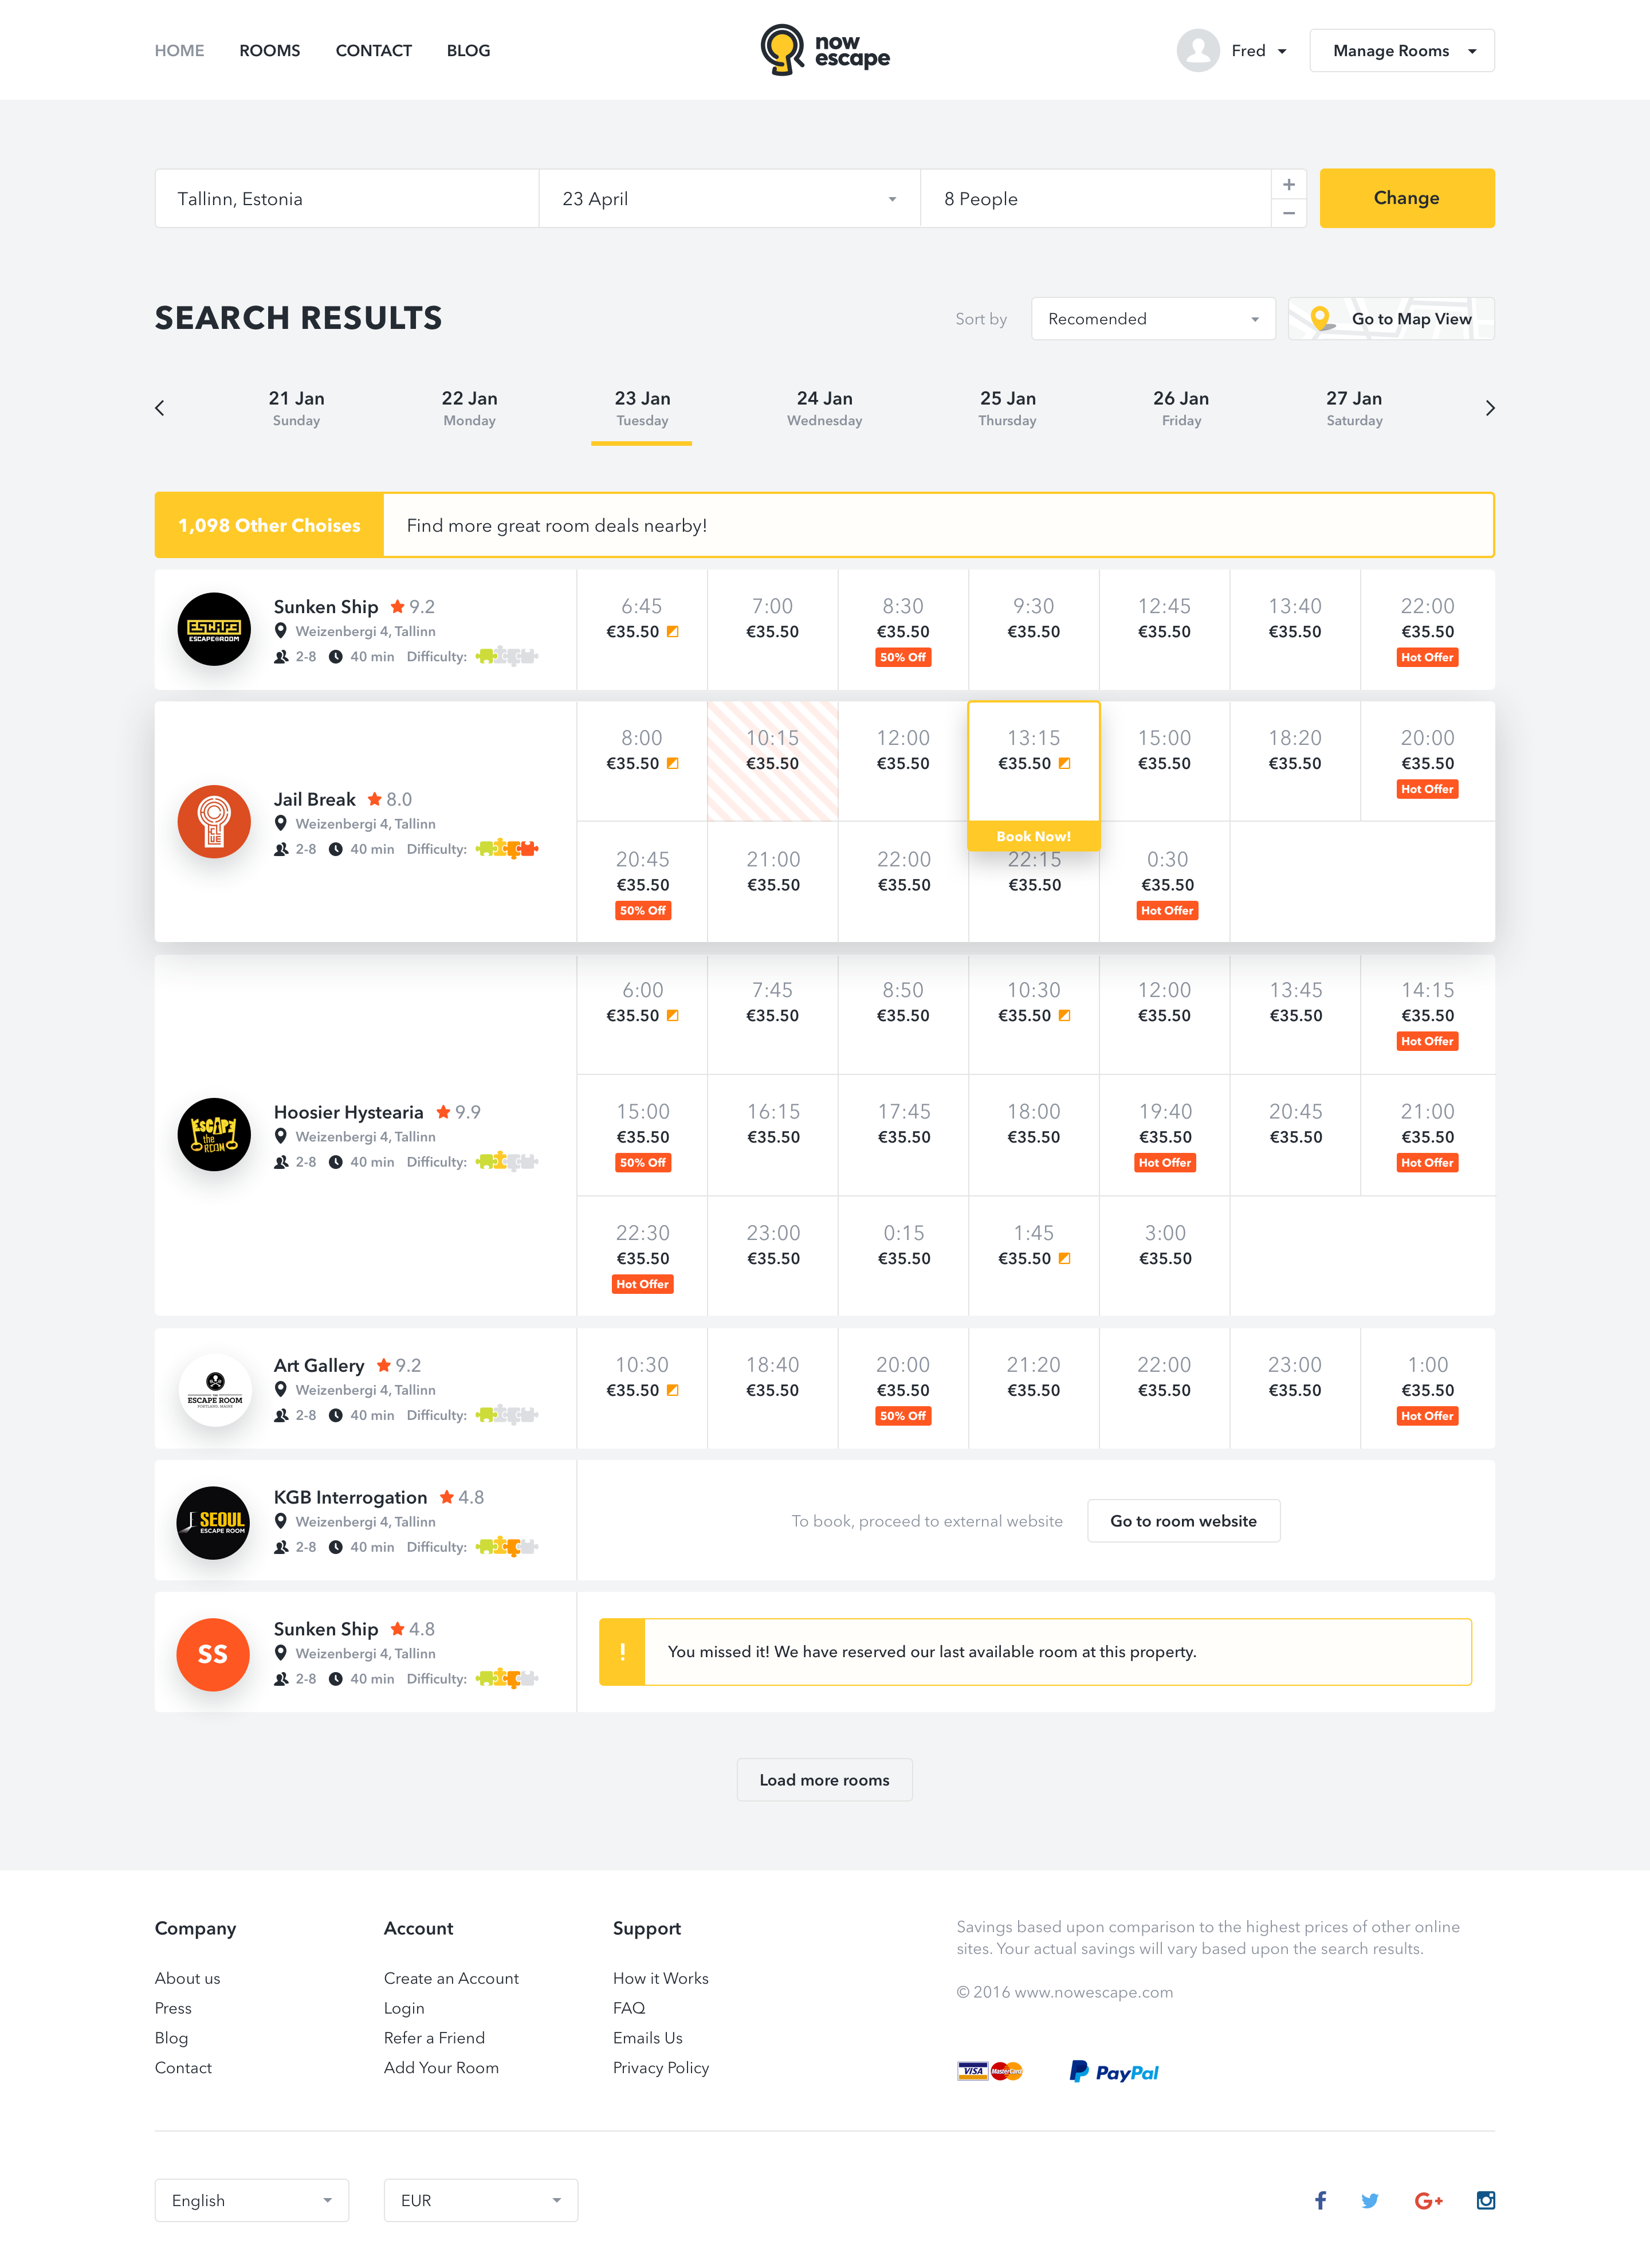 HOME ROOMS CONTACT BLOG
now
escape
Fred
Manage Rooms
Tallinn, Estonia
23 April
8 People
+
−
Change
SEARCH RESULTS
Sort by
Recomended
Go to Map View
21 Jan 22 Jan 23 Jan 24 Jan 25 Jan 26 Jan 27 Jan
Sunday Monday Tuesday Wednesday Thursday Friday Saturday
1,098 Other Choises
Find more great room deals nearby!
ESCAPE
ESCAPE ROOM
Sunken Ship 9.2
Weizenbergi 4, Tallinn
2-8 40 min Difficulty:
6:45 7:00 8:30 9:30 12:45 13:40 22:00
€35.50 €35.50 €35.50 €35.50 €35.50 €35.50 €35.50
50% Off Hot Offer
CLUE
Jail Break 8.0
Weizenbergi 4, Tallinn
2-8 40 min Difficulty:
8:00 10:15 12:00 13:15 15:00 18:20 20:00
€35.50 €35.50 €35.50 €35.50 €35.50 €35.50 €35.50
Hot Offer
Book Now!
20:45 21:00 22:00 22:15 0:30
€35.50 €35.50 €35.50 €35.50 €35.50
50% Off Hot Offer
EscAPE
the
ROOM
Hoosier Hystearia 9.9
Weizenbergi 4, Tallinn
2-8 40 min Difficulty:
6:00 7:45 8:50 10:30 12:00 13:45 14:15
€35.50 €35.50 €35.50 €35.50 €35.50 €35.50 €35.50
Hot Offer
15:00 16:15 17:45 18:00 19:40 20:45 21:00
€35.50 €35.50 €35.50 €35.50 €35.50 €35.50 €35.50
50% Off Hot Offer Hot Offer
22:30 23:00 0:15 1:45 3:00
€35.50 €35.50 €35.50 €35.50 €35.50
Hot Offer
ESCAPE ROOM
PORTLAND, MAINE
Art Gallery 9.2
Weizenbergi 4, Tallinn
2-8 40 min Difficulty:
10:30 18:40 20:00 21:20 22:00 23:00 1:00
€35.50 €35.50 €35.50 €35.50 €35.50 €35.50 €35.50
50% Off Hot Offer
SEOUL
ESCAPE ROOM
KGB Interrogation 4.8
Weizenbergi 4, Tallinn
2-8 40 min Difficulty:
To book, proceed to external website
Go to room website
SS
Sunken Ship 4.8
Weizenbergi 4, Tallinn
2-8 40 min Difficulty:
! You missed it! We have reserved our last available room at this property.
Load more rooms
Company
About us
Press
Blog
Contact
Account
Create an Account
Login
Refer a Friend
Add Your Room
Support
How it Works
FAQ
Emails Us
Privacy Policy
Savings based upon comparison to the highest prices of other online
sites. Your actual savings will vary based upon the search results.
© 2016 www.nowescape.com
VISA MasterCard PayPal
English
EUR
f G+